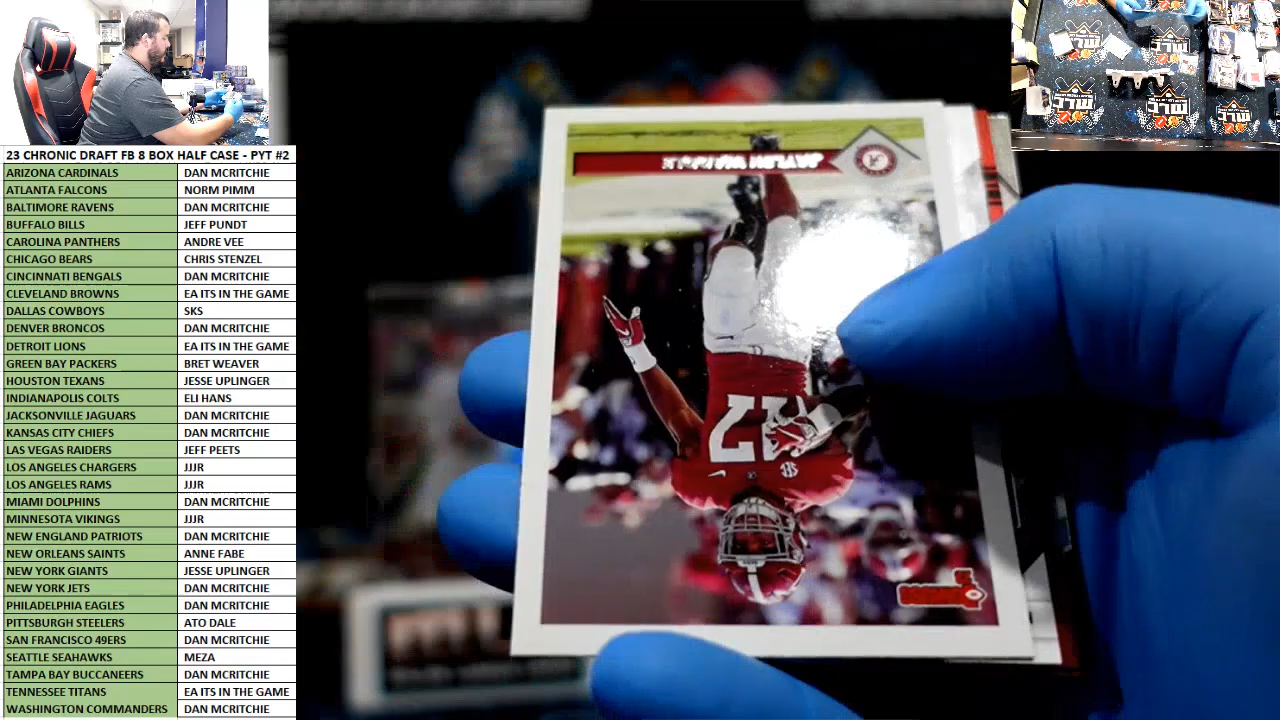 23 CHRONIC DRAFT FB 8 BOX HALF CASE - PYT #2
ARIZONA CARDINALS DAN MCRITCHIE
ATLANTA FALCONS NORM PIMM
BALTIMORE RAVENS DAN MCRITCHIE
BUFFALO BILLS JEFF PUNDT
CAROLINA PANTHERS ANDRE VEE
CHICAGO BEARS CHRIS STENZEL
CINCINNATI BENGALS DAN MCRITCHIE
CLEVELAND BROWNS EA ITS IN THE GAME
DALLAS COWBOYS SKS
DENVER BRONCOS DAN MCRITCHIE
DETROIT LIONS EA ITS IN THE GAME
GREEN BAY PACKERS BRET WEAVER
HOUSTON TEXANS JESSE UPLINGER
INDIANAPOLIS COLTS ELI HANS
JACKSONVILLE JAGUARS DAN MCRITCHIE
KANSAS CITY CHIEFS DAN MCRITCHIE
LAS VEGAS RAIDERS JEFF PEETS
LOS ANGELES CHARGERS JJJR
LOS ANGELES RAMS JJJR
MIAMI DOLPHINS DAN MCRITCHIE
MINNESOTA VIKINGS JJJR
NEW ENGLAND PATRIOTS DAN MCRITCHIE
NEW ORLEANS SAINTS ANNE FABE
NEW YORK GIANTS JESSE UPLINGER
NEW YORK JETS DAN MCRITCHIE
PHILADELPHIA EAGLES DAN MCRITCHIE
PITTSBURGH STEELERS ATO DALE
SAN FRANCISCO 49ERS DAN MCRITCHIE
SEATTLE SEAHAWKS MEZA
TAMPA BAY BUCCANEERS DAN MCRITCHIE
TENNESSEE TITANS EA ITS IN THE GAME
WASHINGTON COMMANDERS DAN MCRITCHIE
17